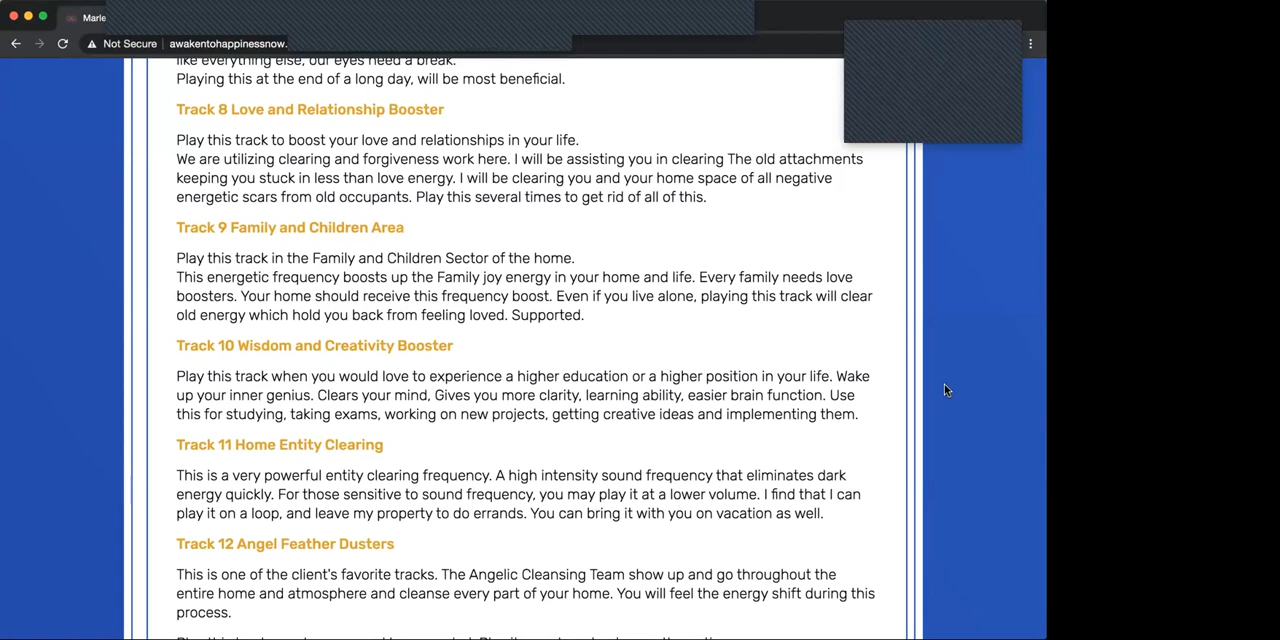 Marle
Not Secure
awakentohappinessnow.
like everything else, our eyes need a break.
Playing this at the end of a long day, will be most beneficial.
Track 8 Love and Relationship Booster
Play this track to boost your love and relationships in your life.
We are utilizing clearing and forgiveness work here. I will be assisting you in clearing The old attachments
keeping you stuck in less than love energy. I will be clearing you and your home space of all negative
energetic scars from old occupants. Play this several times to get rid of all of this.
Track 9 Family and Children Area
Play this track in the Family and Children Sector of the home.
This energetic frequency boosts up the Family joy energy in your home and life. Every family needs love
boosters. Your home should receive this frequency boost. Even if you live alone, playing this track will clear
old energy which hold you back from feeling loved. Supported.
Track 10 Wisdom and Creativity Booster
Play this track when you would love to experience a higher education or a higher position in your life. Wake
up your inner genius. Clears your mind, Gives you more clarity, learning ability, easier brain function. Use
this for studying, taking exams, working on new projects, getting creative ideas and implementing them.
Track 11 Home Entity Clearing
This is a very powerful entity clearing frequency. A high intensity sound frequency that eliminates dark
energy quickly. For those sensitive to sound frequency, you may play it at a lower volume. I find that I can
play it on a loop, and leave my property to do errands. You can bring it with you on vacation as well.
Track 12 Angel Feather Dusters
This is one of the client's favorite tracks. The Angelic Cleansing Team show up and go throughout the
entire home and atmosphere and cleanse every part of your home. You will feel the energy shift during this
process.